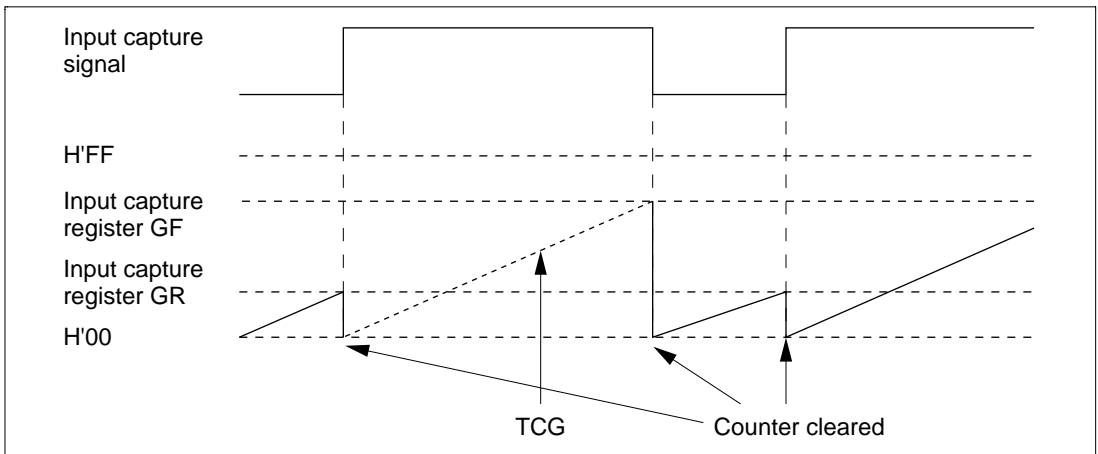 Input capture
signal
H'FF
Input capture
register GF
Input capture
register GR
H'00
TCG
Counter cleared